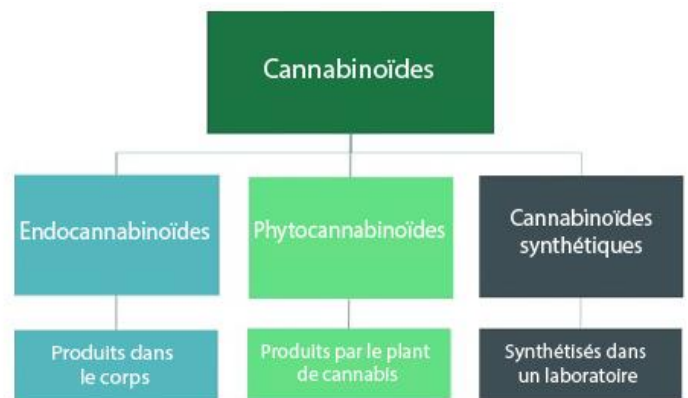 Cannabinoïdes
Endocannabinoïdes
Phytocannabinoïdes
Cannabinoïdes
synthétiques
Produits dans
le corps
Produits par le plant
de cannabis
Synthétisés dans
un laboratoire